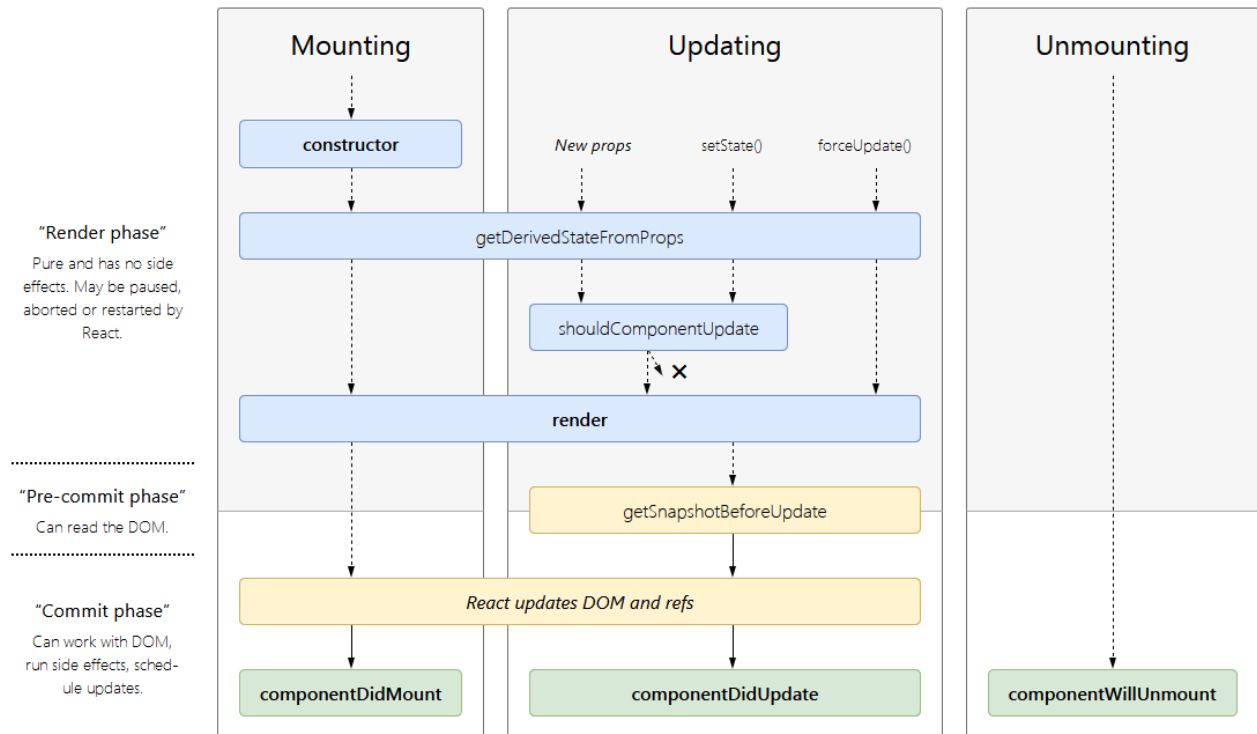 Mounting
Updating
Unmounting
constructor
New props
setState()
forceUpdate()
"Render phase"
Pure and has no side
effects. May be paused,
aborted or restarted by
React.
getDerivedStateFromProps
shouldComponentUpdate
render
"Pre-commit phase"
Can read the DOM.
getSnapshotBeforeUpdate
"Commit phase"
Can work with DOM,
run side effects, sched-
ule updates.
React updates DOM and refs
componentDidMount
componentDidUpdate
componentWillUnmount